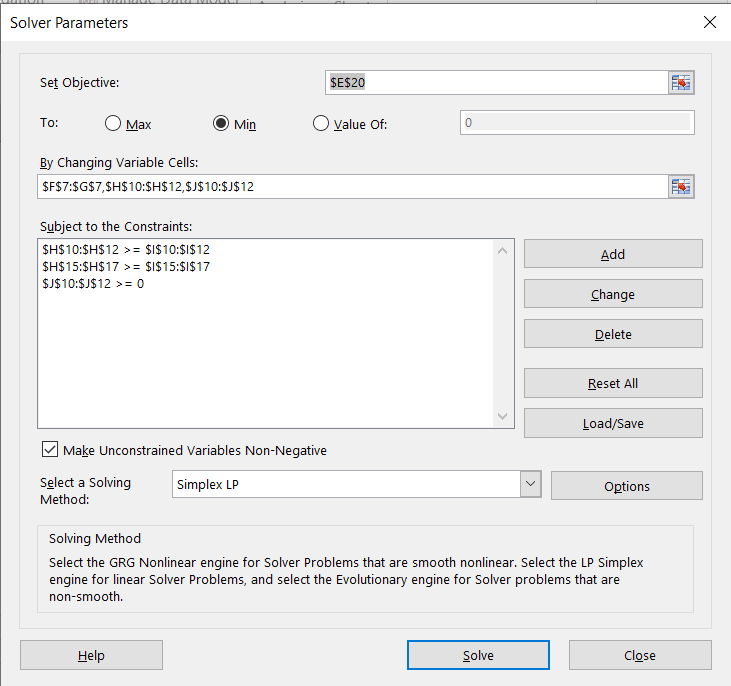 Solver Parameters
Set Objective:
$E$20
To:
Max
Min
Value Of:
0
By Changing Variable Cells:
$F$7:$G$7,$H$10:$H$12,$J$10:$J$12
Subject to the Constraints:
$H$10:$H$12 >= $I$10:$I$12
$H$15:$H$17 >= $I$15:$I$17
$J$10:$J$12 >= 0
Add
Change
Delete
Reset All
Load/Save
Make Unconstrained Variables Non-Negative
Select a Solving
Method:
Simplex LP
Options
Solving Method
Select the GRG Nonlinear engine for Solver Problems that are smooth nonlinear. Select the LP Simplex
engine for linear Solver Problems, and select the Evolutionary engine for Solver problems that are
non-smooth.
Help
Solve
Close